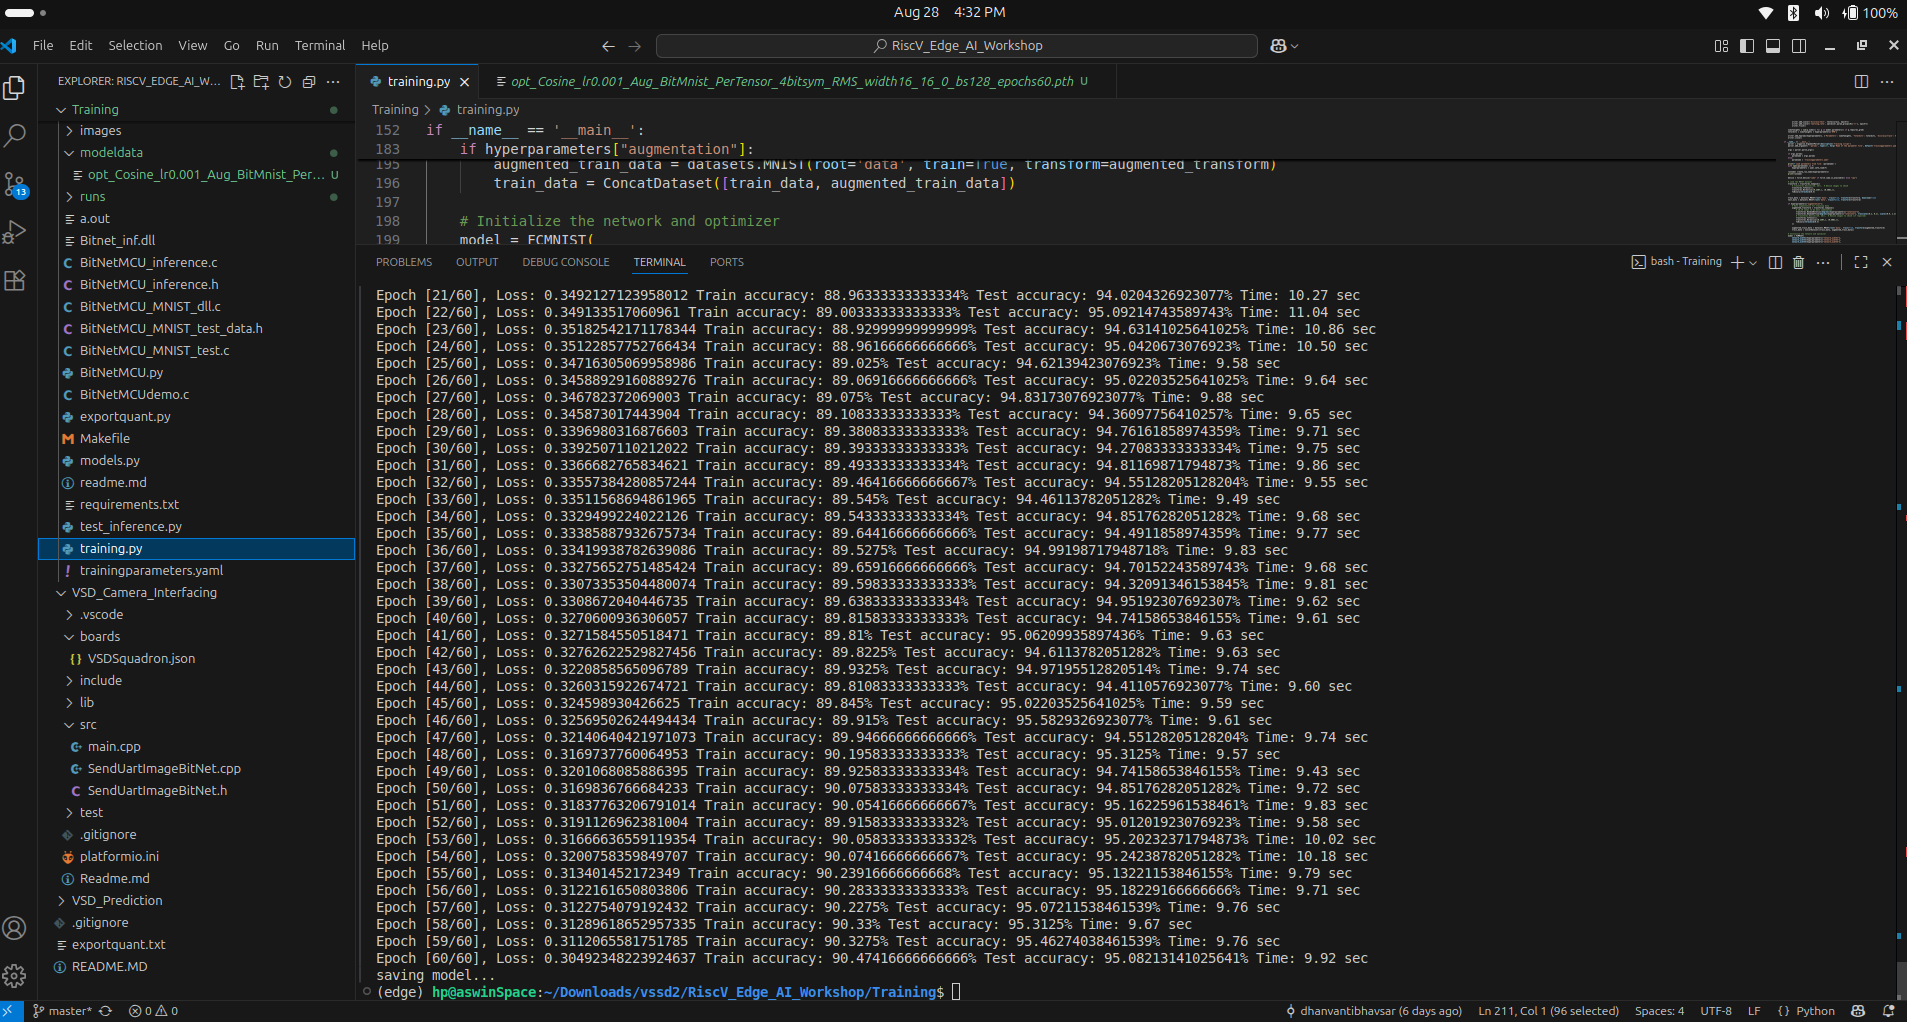 Aug 28 4:32 PM
100%
File Edit Selection View Go Run Terminal Help
RiscV_Edge_AI_Workshop
EXPLORER: RISCV_EDGE_AI_W...
training.py
opt_Cosine_lr0.001_Aug_BitMnist_PerTensor_4bitsym_RMS_width16_16_0_bs128_epochs60.pth U
Training
images
modeldata
opt_Cosine_lr0.001_Aug_BitMnist_Per... U
runs
a.out
Bitnet_inf.dll
BitNetMCU_inference.c
BitNetMCU_inference.h
BitNetMCU_MNIST_dll.c
BitNetMCU_MNIST_test_data.h
BitNetMCU_MNIST_test.c
BitNetMCU.py
BitNetMCUdemo.c
exportquant.py
Makefile
models.py
readme.md
requirements.txt
test_inference.py
training.py
trainingparameters.yaml
VSD_Camera_Interfacing
.vscode
boards
VSDSquadron.json
include
lib
src
main.cpp
SendUartImageBitNet.cpp
SendUartImageBitNet.h
test
.gitignore
platformio.ini
Readme.md
VSD_Prediction
.gitignore
exportquant.txt
README.MD
13
Training > training.py
152 if __name__ == '__main__':
183 if hyperparameters["augmentation"]:
195 augmented_train_data = datasets.MNIST(root='data', train=True, transform=augmented_transform)
196 train_data = ConcatDataset([train_data, augmented_train_data])
197
198 # Initialize the network and optimizer
199 model = FCMNIST(
PROBLEMS OUTPUT DEBUG CONSOLE TERMINAL PORTS
bash - Training
Epoch [21/60], Loss: 0.3492127123958012 Train accuracy: 88.96333333333334% Test accuracy: 94.0204326923077% Time: 10.27 sec
Epoch [22/60], Loss: 0.349133517060961 Train accuracy: 89.00333333333333% Test accuracy: 95.09214743589743% Time: 11.04 sec
Epoch [23/60], Loss: 0.35182542171178344 Train accuracy: 88.92999999999999% Test accuracy: 94.63141025641025% Time: 10.86 sec
Epoch [24/60], Loss: 0.35122857752766434 Train accuracy: 88.96166666666666% Test accuracy: 95.0420673076923% Time: 10.50 sec
Epoch [25/60], Loss: 0.34716305069958986 Train accuracy: 89.025% Test accuracy: 94.62139423076923% Time: 9.58 sec
Epoch [26/60], Loss: 0.34588929160889276 Train accuracy: 89.06916666666666% Test accuracy: 95.02203525641025% Time: 9.64 sec
Epoch [27/60], Loss: 0.346782372069003 Train accuracy: 89.075% Test accuracy: 94.83173076923077% Time: 9.88 sec
Epoch [28/60], Loss: 0.345873017443904 Train accuracy: 89.10833333333333% Test accuracy: 94.36097756410257% Time: 9.65 sec
Epoch [29/60], Loss: 0.3396980316876603 Train accuracy: 89.38083333333333% Test accuracy: 94.76161858974359% Time: 9.71 sec
Epoch [30/60], Loss: 0.3392507110212022 Train accuracy: 89.39333333333333% Test accuracy: 94.27083333333334% Time: 9.75 sec
Epoch [31/60], Loss: 0.3366682765834621 Train accuracy: 89.49333333333334% Test accuracy: 94.81169871794873% Time: 9.86 sec
Epoch [32/60], Loss: 0.33557384280857244 Train accuracy: 89.46416666666667% Test accuracy: 94.55128205128204% Time: 9.55 sec
Epoch [33/60], Loss: 0.33511568694861965 Train accuracy: 89.545% Test accuracy: 94.46113782051282% Time: 9.49 sec
Epoch [34/60], Loss: 0.3329499224022126 Train accuracy: 89.54333333333334% Test accuracy: 94.85176282051282% Time: 9.68 sec
Epoch [35/60], Loss: 0.33385887932675734 Train accuracy: 89.64416666666666% Test accuracy: 94.4911858974359% Time: 9.77 sec
Epoch [36/60], Loss: 0.33419938782639086 Train accuracy: 89.5275% Test accuracy: 94.99198717948718% Time: 9.83 sec
Epoch [37/60], Loss: 0.33275652751485424 Train accuracy: 89.65916666666666% Test accuracy: 94.70152243589743% Time: 9.68 sec
Epoch [38/60], Loss: 0.33073353504480074 Train accuracy: 89.59833333333333% Test accuracy: 94.32091346153845% Time: 9.81 sec
Epoch [39/60], Loss: 0.3308672040446735 Train accuracy: 89.63833333333334% Test accuracy: 94.95192307692307% Time: 9.62 sec
Epoch [40/60], Loss: 0.3270600936306057 Train accuracy: 89.81583333333333% Test accuracy: 94.74158653846155% Time: 9.61 sec
Epoch [41/60], Loss: 0.3271584550518471 Train accuracy: 89.81% Test accuracy: 95.06209935897436% Time: 9.63 sec
Epoch [42/60], Loss: 0.32762622529827456 Train accuracy: 89.8225% Test accuracy: 94.6113782051282% Time: 9.63 sec
Epoch [43/60], Loss: 0.3220858565096789 Train accuracy: 89.9325% Test accuracy: 94.97195512820514% Time: 9.74 sec
Epoch [44/60], Loss: 0.3260315922674721 Train accuracy: 89.81083333333333% Test accuracy: 94.4110576923077% Time: 9.60 sec
Epoch [45/60], Loss: 0.324598930426625 Train accuracy: 89.845% Test accuracy: 95.02203525641025% Time: 9.59 sec
Epoch [46/60], Loss: 0.32569502624494434 Train accuracy: 89.915% Test accuracy: 95.5829326923077% Time: 9.61 sec
Epoch [47/60], Loss: 0.32140640421971073 Train accuracy: 89.94666666666666% Test accuracy: 94.55128205128204% Time: 9.74 sec
Epoch [48/60], Loss: 0.3169737760064953 Train accuracy: 90.19583333333333% Test accuracy: 95.3125% Time: 9.57 sec
Epoch [49/60], Loss: 0.3201068085886395 Train accuracy: 89.92583333333334% Test accuracy: 94.74158653846155% Time: 9.43 sec
Epoch [50/60], Loss: 0.3169836766684233 Train accuracy: 90.07583333333334% Test accuracy: 94.85176282051282% Time: 9.72 sec
Epoch [51/60], Loss: 0.31837763206791014 Train accuracy: 90.05416666666667% Test accuracy: 95.16225961538461% Time: 9.83 sec
Epoch [52/60], Loss: 0.3191126962381004 Train accuracy: 89.91583333333332% Test accuracy: 95.01201923076923% Time: 9.58 sec
Epoch [53/60], Loss: 0.31666636559119354 Train accuracy: 90.05833333333332% Test accuracy: 95.20232371794873% Time: 10.02 sec
Epoch [54/60], Loss: 0.3200758359849707 Train accuracy: 90.07416666666667% Test accuracy: 95.24238782051282% Time: 10.18 sec
Epoch [55/60], Loss: 0.313401452172349 Train accuracy: 90.23916666666668% Test accuracy: 95.13221153846155% Time: 9.79 sec
Epoch [56/60], Loss: 0.31221616508038​06 Train accuracy: 90.28333333333333% Test accuracy: 95.18229166666666% Time: 9.71 sec
Epoch [57/60], Loss: 0.3122754079192432 Train accuracy: 90.2275% Test accuracy: 95.07211538461539% Time: 9.76 sec
Epoch [58/60], Loss: 0.31289618652957335 Train accuracy: 90.33% Test accuracy: 95.3125% Time: 9.67 sec
Epoch [59/60], Loss: 0.3112065581751785 Train accuracy: 90.3275% Test accuracy: 95.46274038461539% Time: 9.76 sec
Epoch [60/60], Loss: 0.30492348223924637 Train accuracy: 90.47416666666666% Test accuracy: 95.08213141025641% Time: 9.92 sec
saving model...
(edge) hp@aswinSpace:~/Downloads/vssd2/RiscV_Edge_AI_Workshop/Training$
master* 0 0
dhanvantibhavsar (6 days ago) Ln 211, Col 1 (96 selected) Spaces: 4 UTF-8 LF { } Python